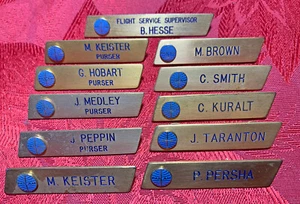 FLIGHT SERVICE SUPERVISOR
B. HESSE
M. KEISTER
PURSER
M. BROWN
G. HOBART
PURSER
C. SMITH
J. MEDLEY
PURSER
C. KURALT
J. PEPPIN
PURSER
J. TARANTON
M. KEISTER
P. PERSHA